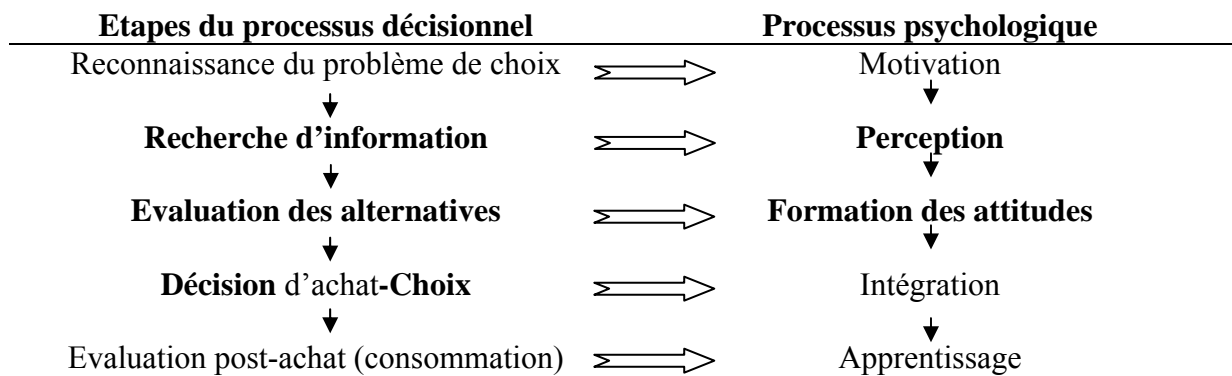 Etapes du processus décisionnel Processus psychologique
Reconnaissance du problème de choix Motivation
Recherche d’information Perception
Evaluation des alternatives Formation des attitudes
Décision d’achat-Choix Intégration
Evaluation post-achat (consommation) Apprentissage